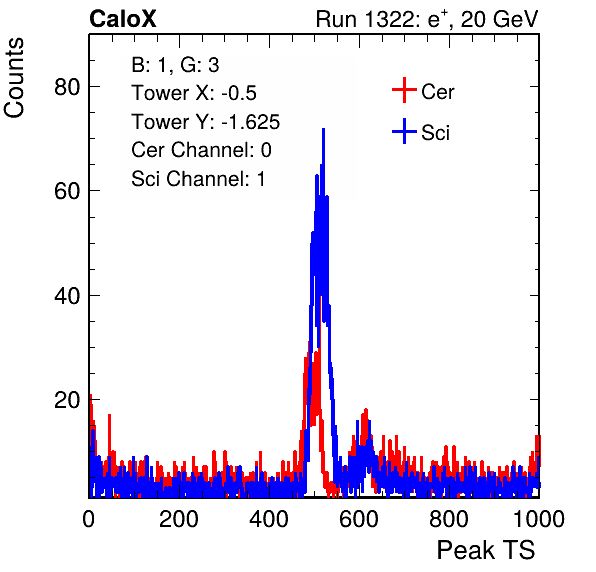 CaloX Run 1322: e⁺, 20 GeV
Counts
B: 1, G: 3
Tower X: -0.5
Tower Y: -1.625
Cer Channel: 0
Sci Channel: 1
Cer
Sci
80
60
40
20
0 200 400 600 800 1000
Peak TS